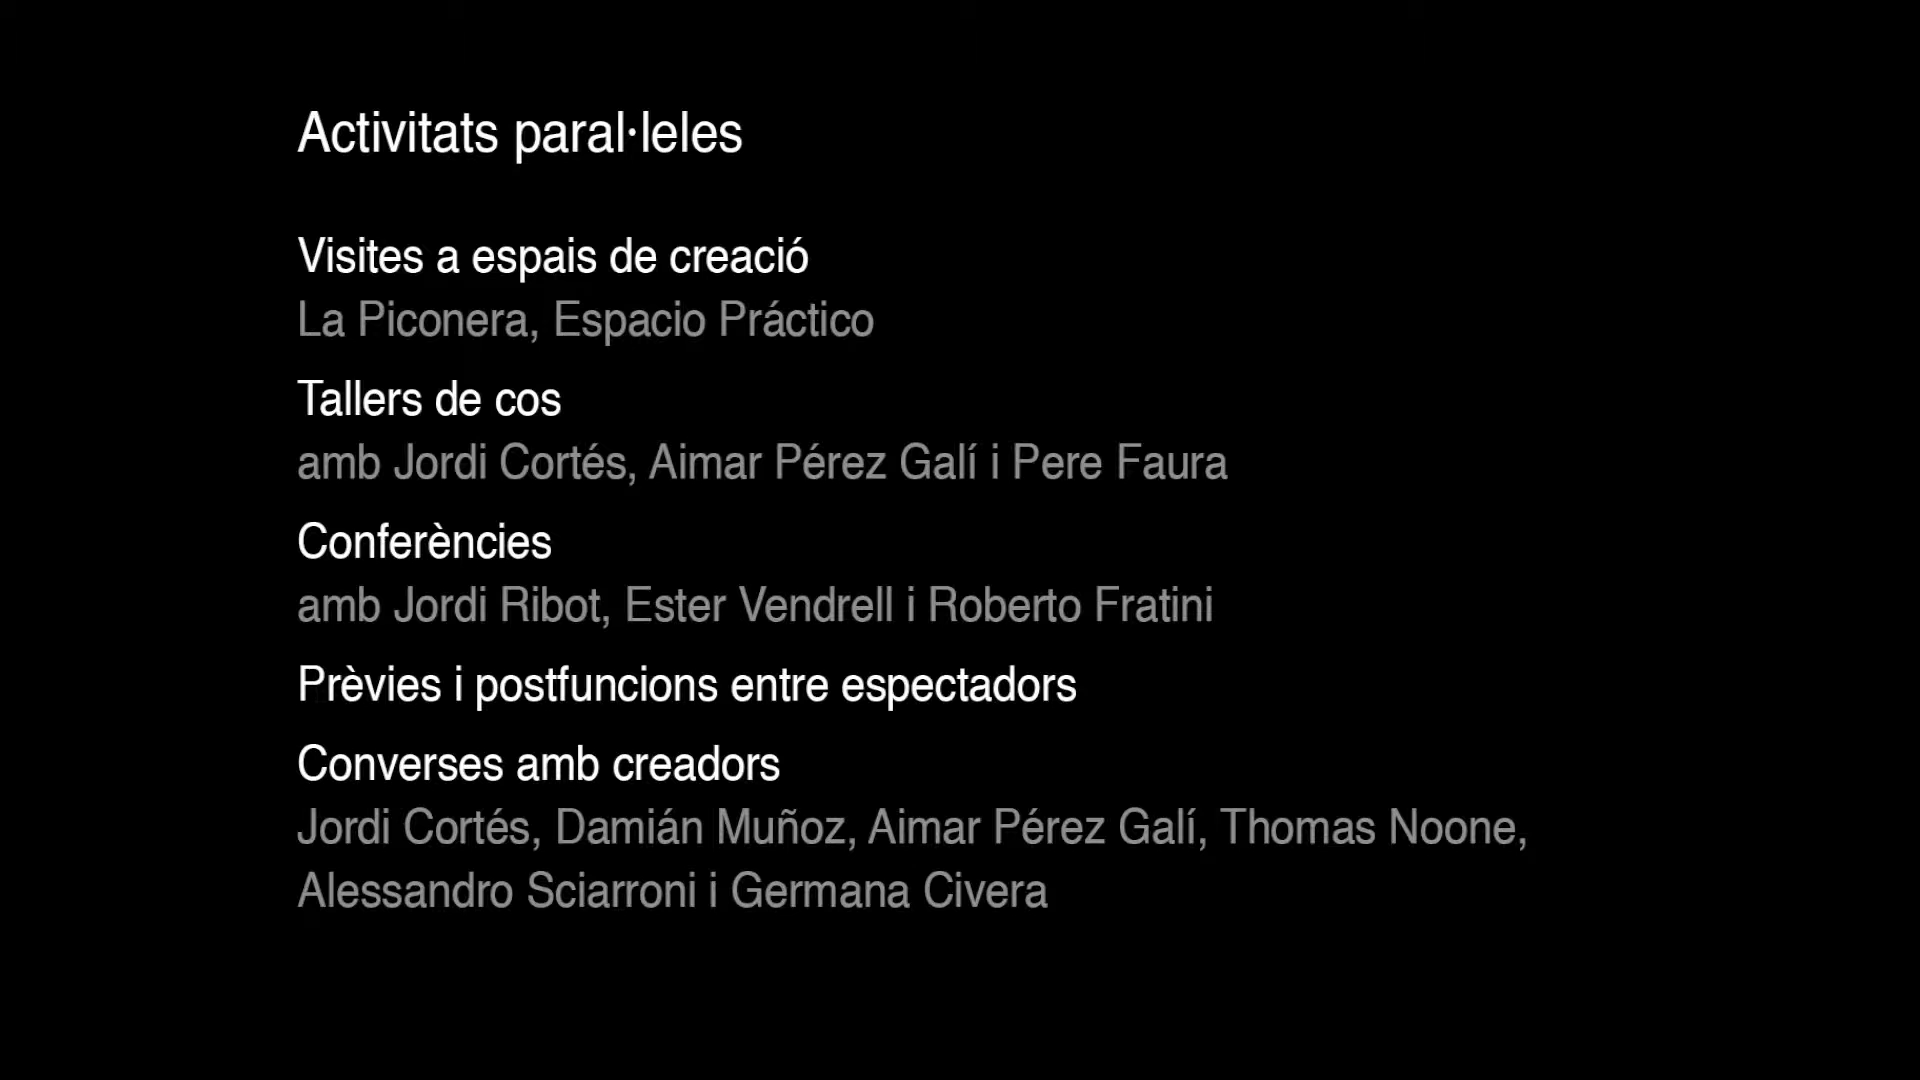 Activitats paral·leles
Visites a espais de creació
La Piconera, Espacio Práctico
Tallers de cos
amb Jordi Cortés, Aimar Pérez Galí i Pere Faura
Conferències
amb Jordi Ribot, Ester Vendrell i Roberto Fratini
Prèvies i postfuncions entre espectadors
Converses amb creadors
Jordi Cortés, Damián Muñoz, Aimar Pérez Galí, Thomas Noone,
Alessandro Sciarroni i Germana Civera